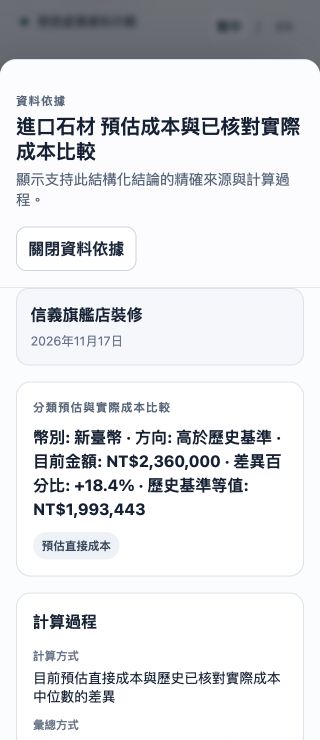 資料依據
進口石材 預估成本與已核對實際
成本比較
顯示支持此結構化結論的精確來源與計算過
程。
關閉資料依據
信義旗艦店裝修
2026年11月17日
分類預估與實際成本比較
幣別: 新臺幣 · 方向: 高於歷史基準 ·
目前金額: NT$2,360,000 · 差異百
分比: +18.4% · 歷史基準等值:
NT$1,993,443
預估直接成本
計算過程
計算方式
目前預估直接成本與歷史已核對實際成本
中位數的差異
彙總方式